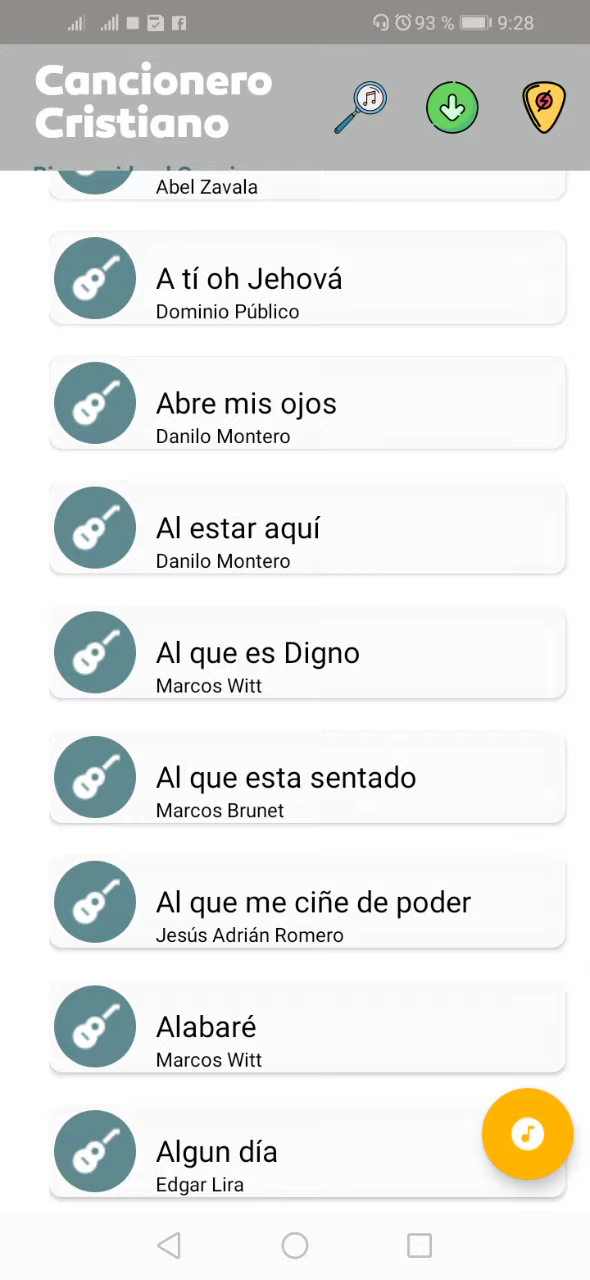 93 % 9:28
Cancionero
Cristiano
Abel Zavala
A tí oh Jehová
Dominio Público
Abre mis ojos
Danilo Montero
Al estar aquí
Danilo Montero
Al que es Digno
Marcos Witt
Al que esta sentado
Marcos Brunet
Al que me ciñe de poder
Jesús Adrián Romero
Alabaré
Marcos Witt
Algun día
Edgar Lira